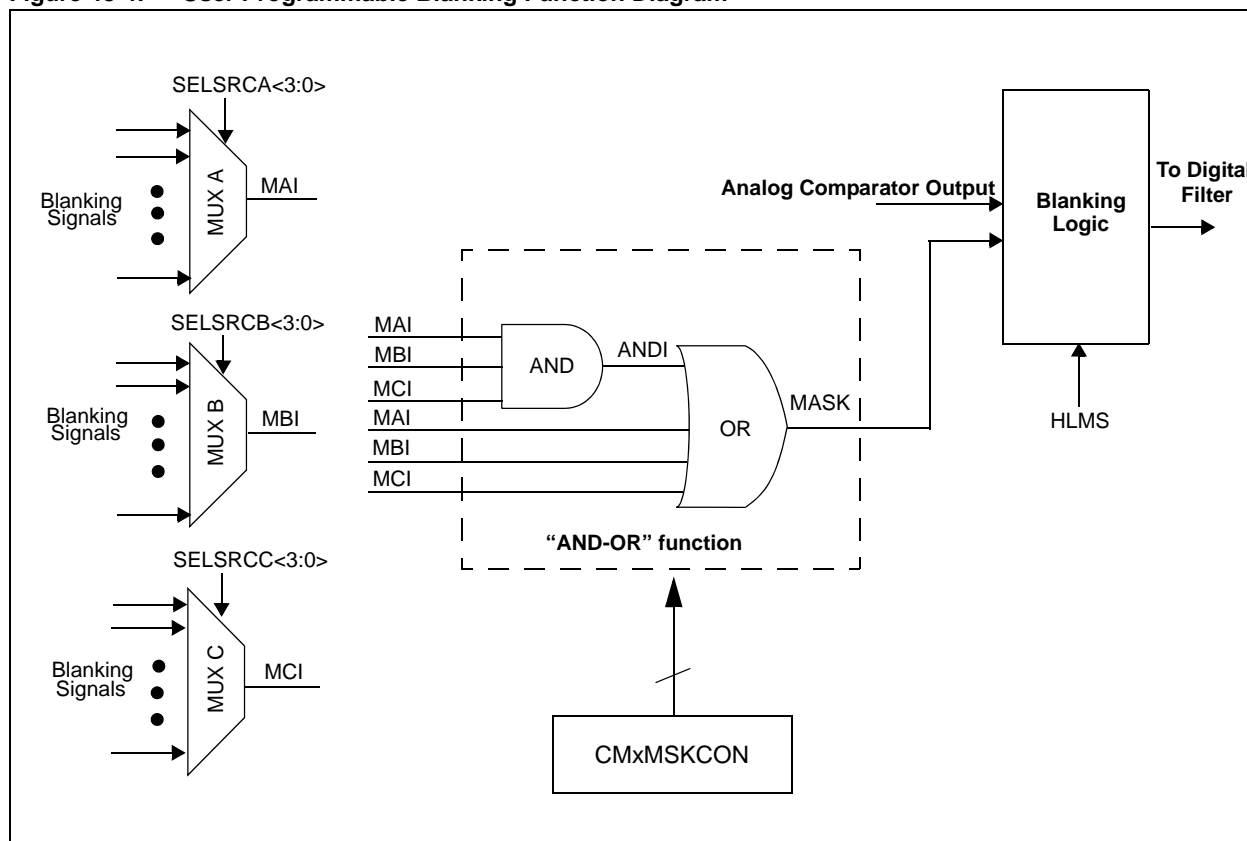 SELSRCA<3:0>
Blanking
Signals
MUX A
MAI
SELSRCB<3:0>
Blanking
Signals
MUX B
MBI
SELSRCC<3:0>
Blanking
Signals
MUX C
MCI
MAI
MBI
MCI
MAI
MBI
MCI
AND
ANDI
OR
MASK
"AND-OR" function
CMxMSKCON
Analog Comparator Output
Blanking
Logic
HLMS
To Digital
Filter